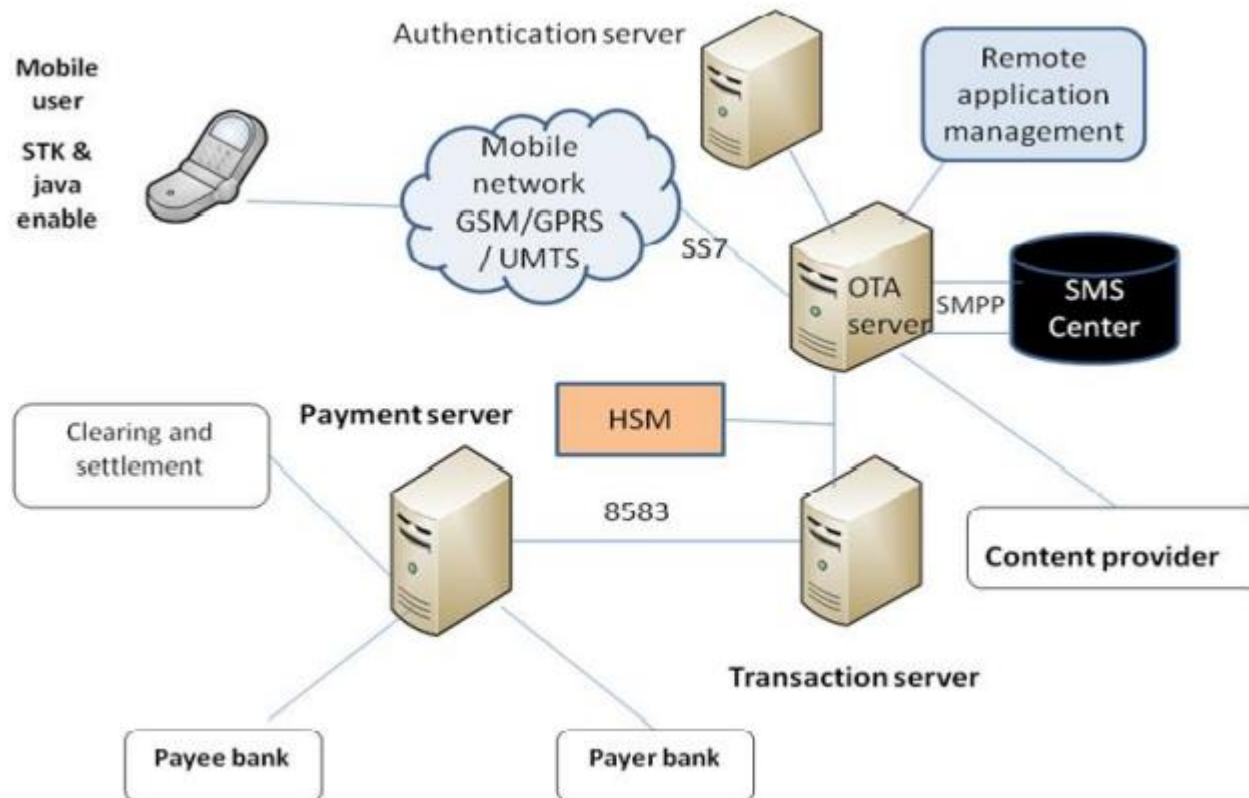 Authentication server
Mobile
user
STK &
java
enable
Remote
application
management
Mobile
network
GSM/GPRS
/ UMTS
SS7
OTA
server
SMPP
SMS
Center
HSM
Payment server
Clearing and
settlement
8583
Content provider
Transaction server
Payee bank
Payer bank